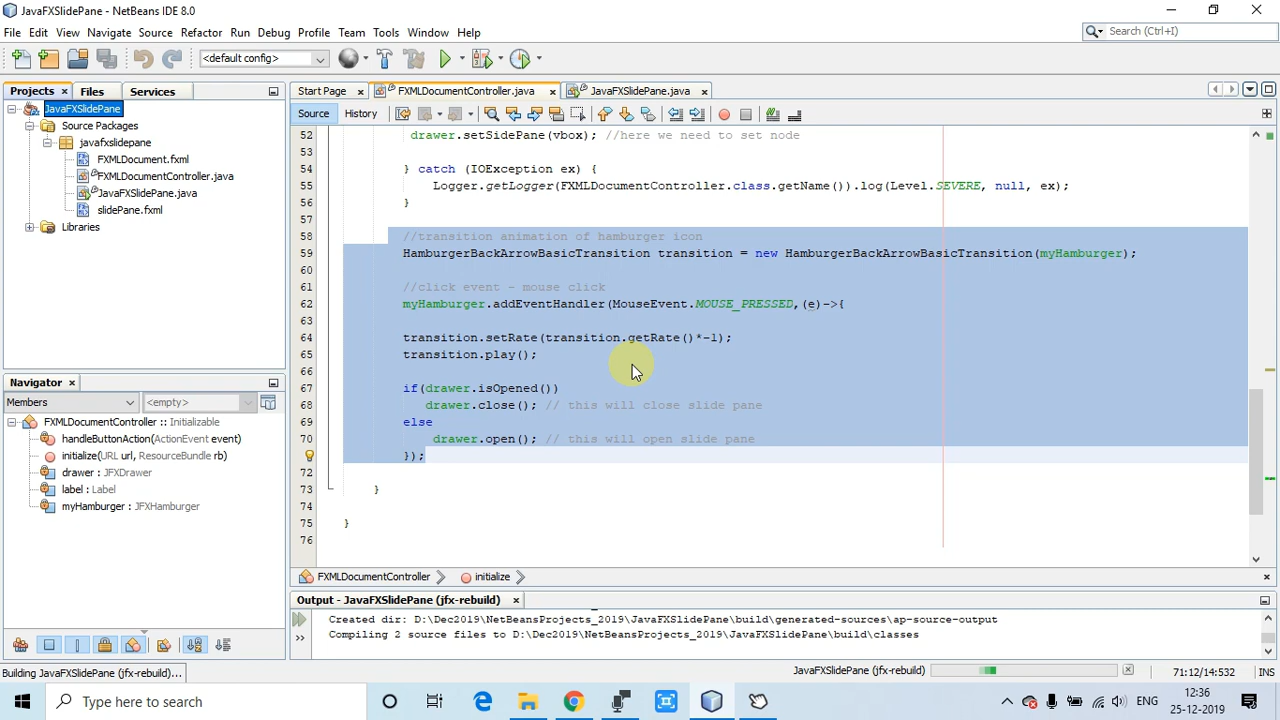 JavaFXSlidePane - NetBeans IDE 8.0
File Edit View Navigate Source Refactor Run Debug Profile Team Tools Window Help
Search (Ctrl+I)
<default config>
Projects Files Services
Start Page FXMLDocumentController.java JavaFXSlidePane.java
Source History
JavaFXSlidePane
Source Packages
javafxslidepane
FXMLDocument.fxml
FXMLDocumentController.java
JavaFXSlidePane.java
slidePane.fxml
Libraries
52 drawer.setSidePane(vbox); //here we need to set node
53
54 } catch (IOException ex) {
55 Logger.getLogger(FXMLDocumentController.class.getName()).log(Level.SEVERE, null, ex);
56 }
57
58 //transition animation of hamburger icon
59 HamburgerBackArrowBasicTransition transition = new HamburgerBackArrowBasicTransition(myHamburger);
60
61 //click event - mouse click
62 myHamburger.addEventHandler(MouseEvent.MOUSE_PRESSED,(e)->{
63
64 transition.setRate(transition.getRate()*-1);
65 transition.play();
66
67 if(drawer.isOpened())
68 drawer.close(); // this will close slide pane
69 else
70 drawer.open(); // this will open slide pane
});
72
73 }
74
75 }
76
Navigator
Members <empty>
FXMLDocumentController :: Initializable
handleButtonAction(ActionEvent event)
initialize(URL url, ResourceBundle rb)
drawer : JFXDrawer
label : Label
myHamburger : JFXHamburger
FXMLDocumentController initialize
Output - JavaFXSlidePane (jfx-rebuild)
Created dir: D:\Dec2019\NetBeansProjects_2019\JavaFXSlidePane\build\generated-sources\ap-source-output
Compiling 2 source files to D:\Dec2019\NetBeansProjects_2019\JavaFXSlidePane\build\classes
Building JavaFXSlidePane (jfx-rebuild)...
JavaFXSlidePane (jfx-rebuild)
71:12/14:532 INS
Type here to search
ENG
12:36
25-12-2019